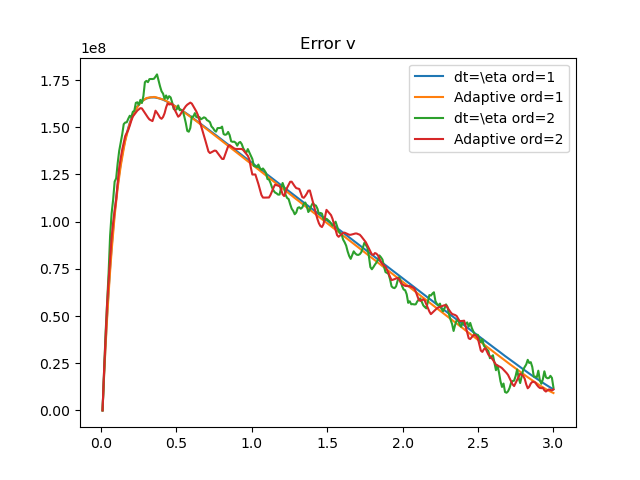 Error v
1e8
dt=\eta ord=1
Adaptive ord=1
dt=\eta ord=2
Adaptive ord=2
1.75
1.50
1.25
1.00
0.75
0.50
0.25
0.00
0.0 0.5 1.0 1.5 2.0 2.5 3.0